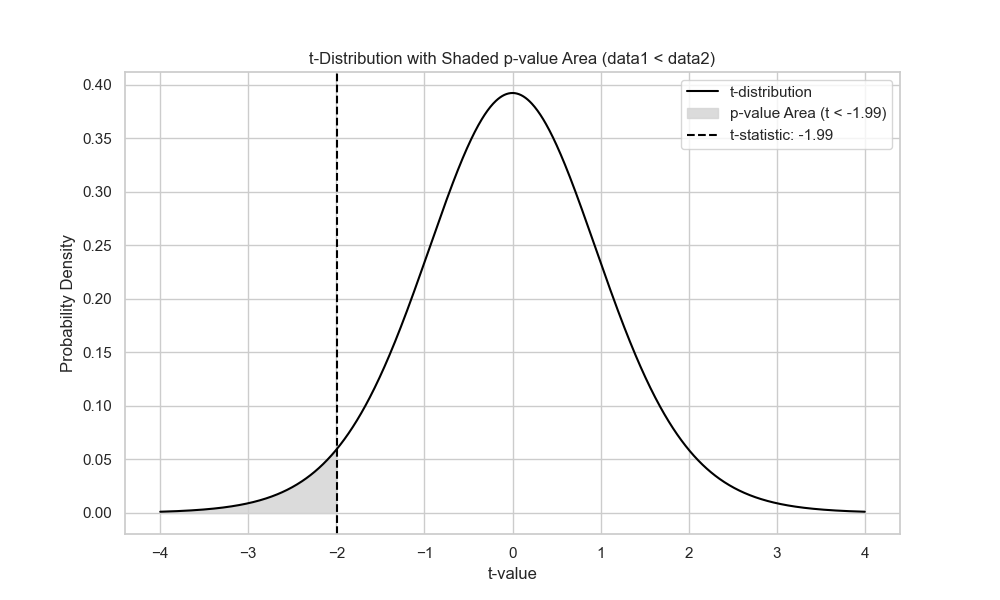 t-Distribution with Shaded p-value Area (data1 < data2)
t-distribution
p-value Area (t < -1.99)
t-statistic: -1.99
Probability Density
0.40
0.35
0.30
0.25
0.20
0.15
0.10
0.05
0.00
−4 −3 −2 −1 0 1 2 3 4
t-value